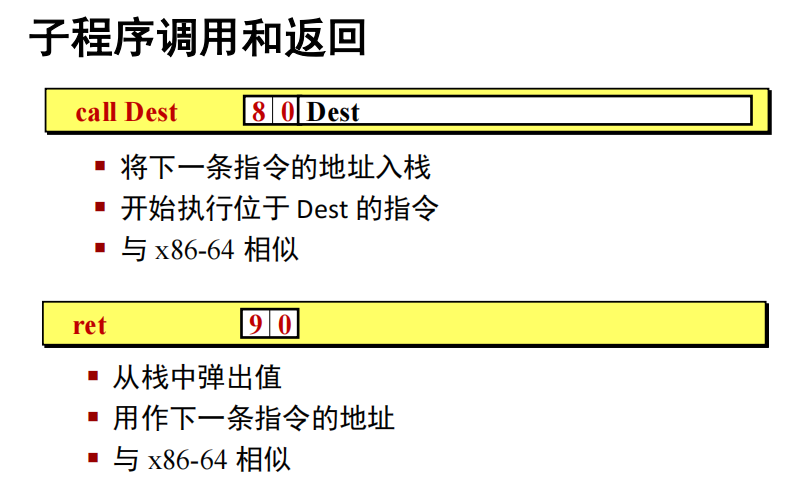 子程序调用和返回
call Dest 8 0 Dest
▪ 将下一条指令的地址入栈
▪ 开始执行位于 Dest 的指令
▪ 与 x86-64 相似
ret 9 0
▪ 从栈中弹出值
▪ 用作下一条指令的地址
▪ 与 x86-64 相似